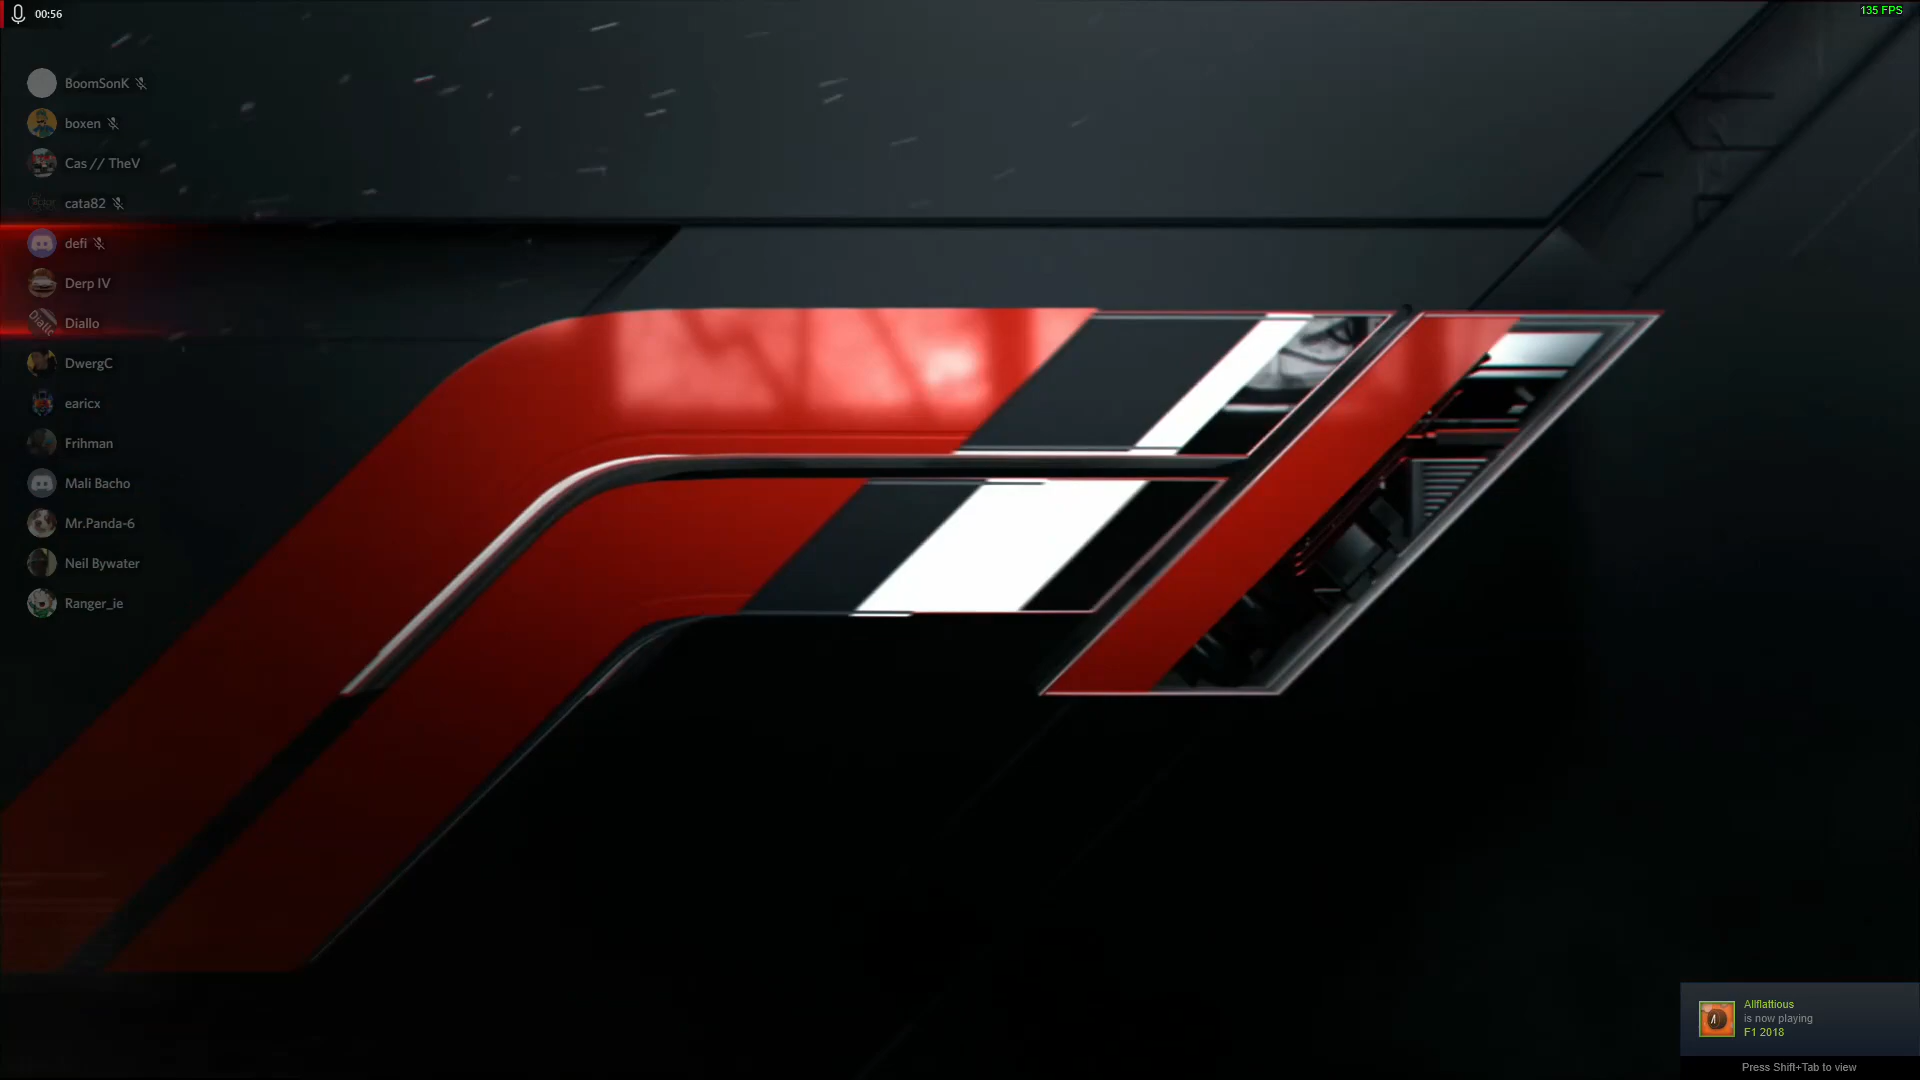 00:56
135 FPS
BoomSonK
boxen
Cas // TheV
cata82
defi
Derp IV
Diallo
Diallo
DwergC
earicx
Frihman
Mali Bacho
Mr.Panda-6
Neil Bywater
Ranger_ie
Allflattious
is now playing
F1 2018
Press Shift+Tab to view